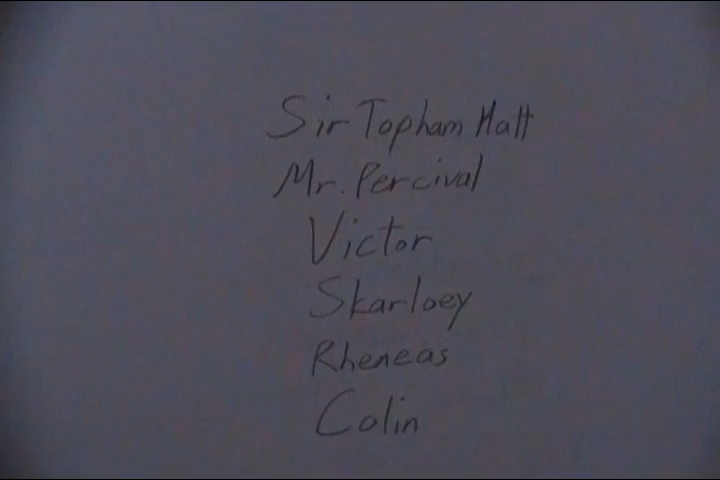 Sir Topham Hatt
Mr. Percival
Victor
Skarloey
Rheneas
Colin